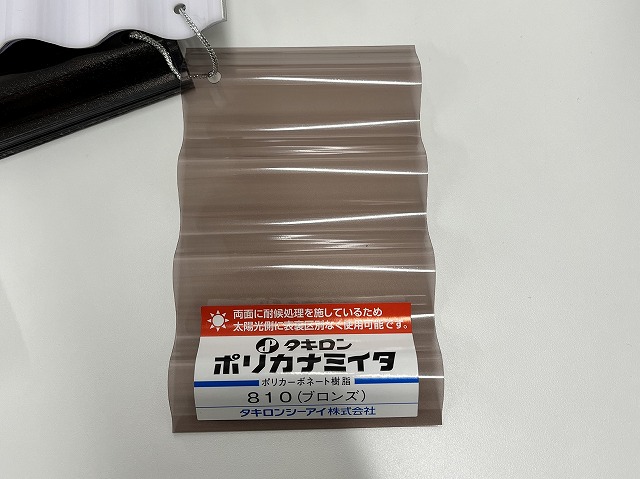 両面に耐候処理を施しているため
太陽光側に表裏区別なく使用可能です。
タキロン
ポリカナミイタ
ポリカーボネート樹脂
810(ブロンズ)
タキロンシーアイ株式会社